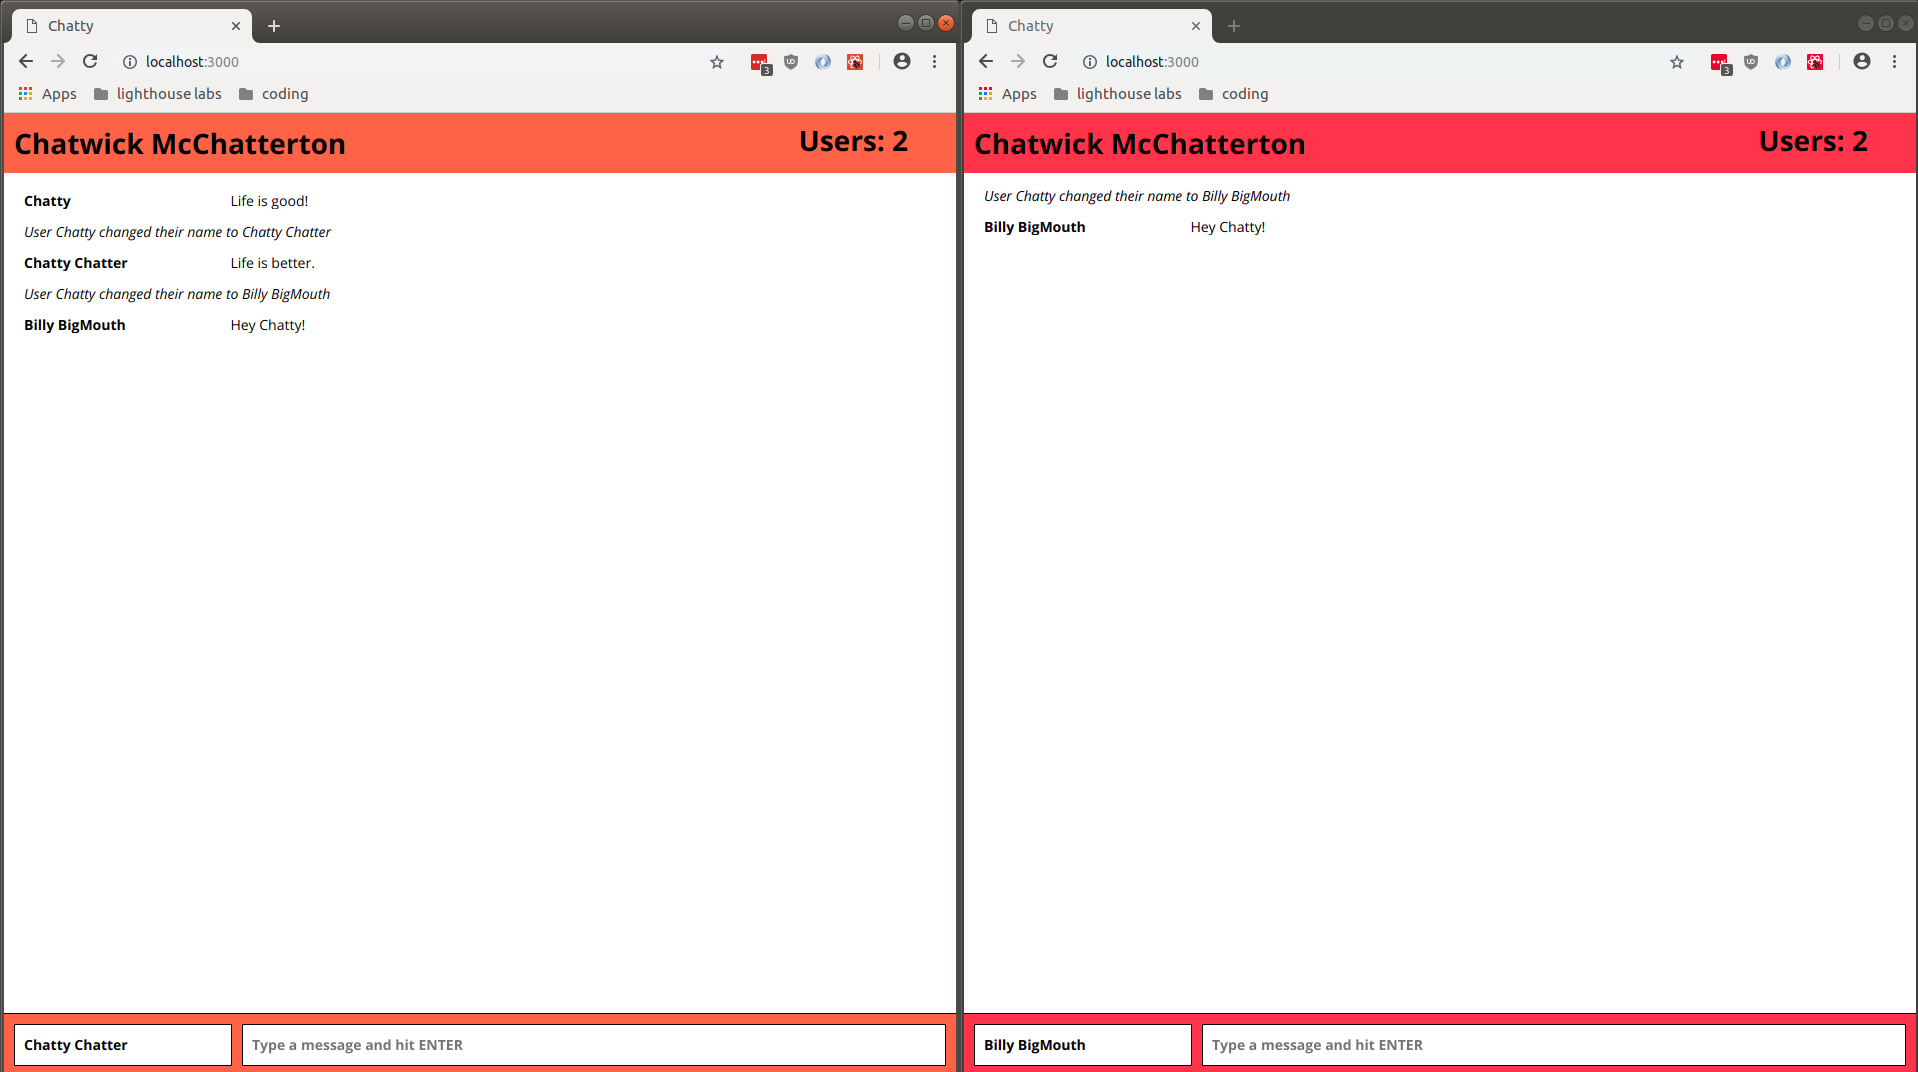 Chatty
localhost:3000
3
Apps lighthouse labs coding
Chatwick McChatterton Users: 2
Chatty Life is good!
User Chatty changed their name to Chatty Chatter
Chatty Chatter Life is better.
User Chatty changed their name to Billy BigMouth
Billy BigMouth Hey Chatty!
Chatty Chatter Type a message and hit ENTER
Chatty
localhost:3000
3
Apps lighthouse labs coding
Chatwick McChatterton Users: 2
User Chatty changed their name to Billy BigMouth
Billy BigMouth Hey Chatty!
Billy BigMouth Type a message and hit ENTER